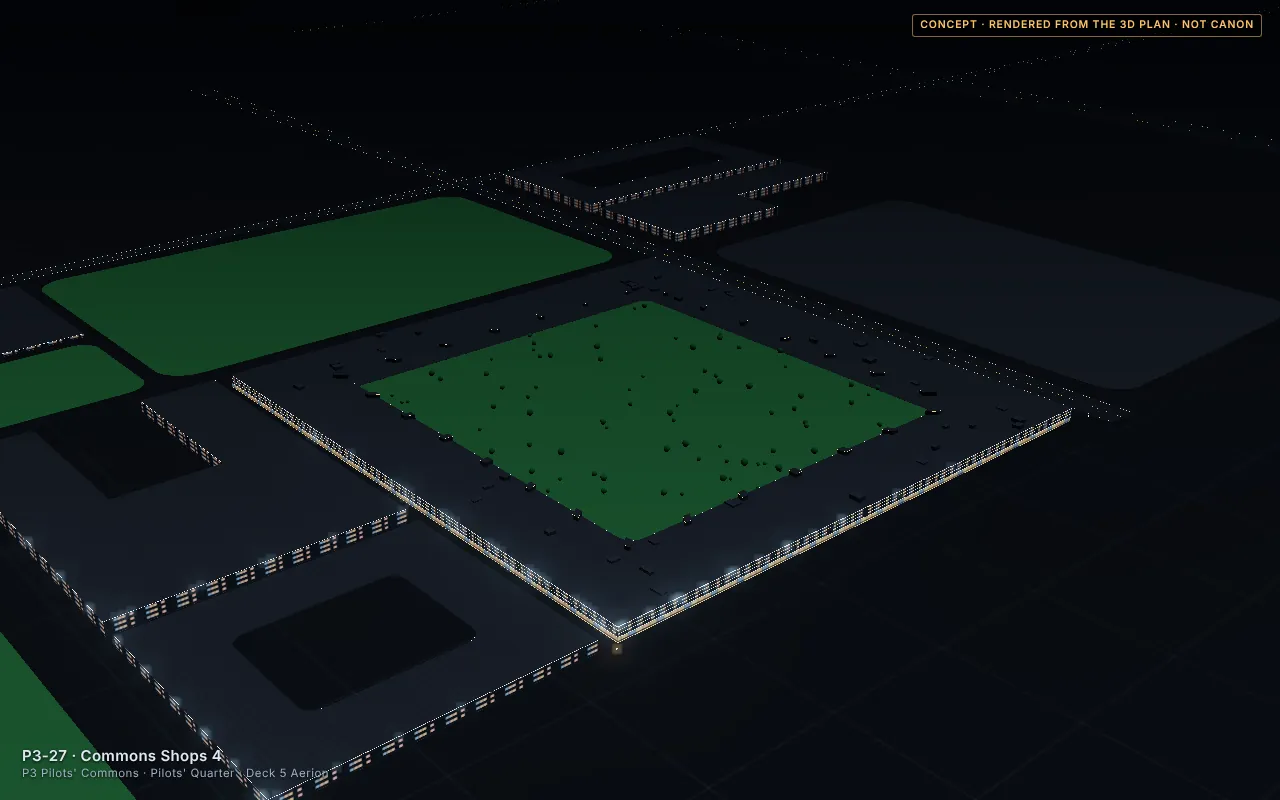 CONCEPT · RENDERED FROM THE 3D PLAN · NOT CANON
P3-27 · Commons Shops 4
P3 Pilots' Commons · Pilots' Quarter · Deck 5 Aerion